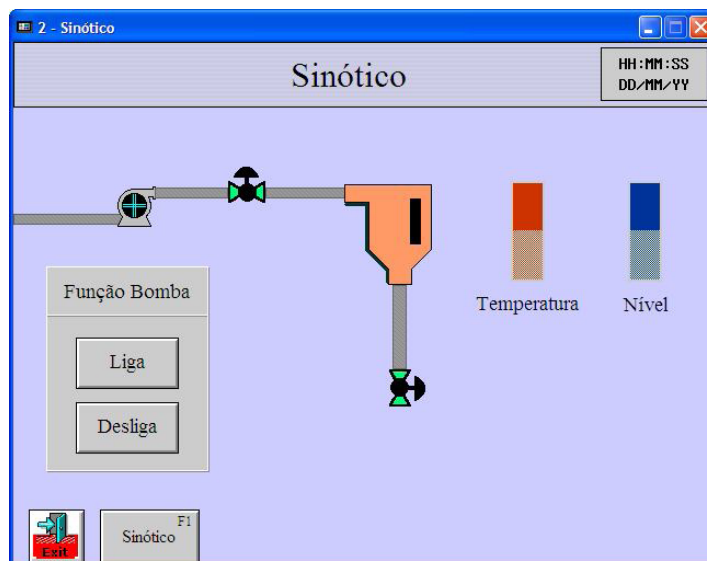 2 - Sinótico
Sinótico
HH:MM:SS
DD/MM/YY
Temperatura
Nível
Função Bomba
Liga
Desliga
Exit
F1
Sinótico